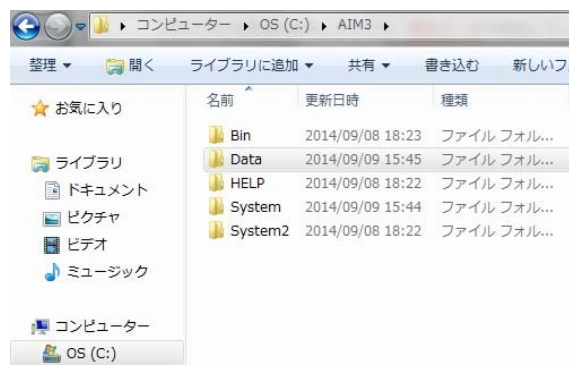 コンピューター ▸ OS (C:) ▸ AIM3 ▸
整理 ▼ 開く ライブラリに追加 ▼ 共有 ▼ 書き込む 新しいフ
お気に入り
ライブラリ
ドキュメント
ピクチャ
ビデオ
ミュージック
コンピューター
OS (C:)
名前 更新日時 種類
Bin 2014/09/08 18:23 ファイル フォル...
Data 2014/09/09 15:45 ファイル フォル...
HELP 2014/09/08 18:22 ファイル フォル...
System 2014/09/09 15:44 ファイル フォル...
System2 2014/09/08 18:22 ファイル フォル...